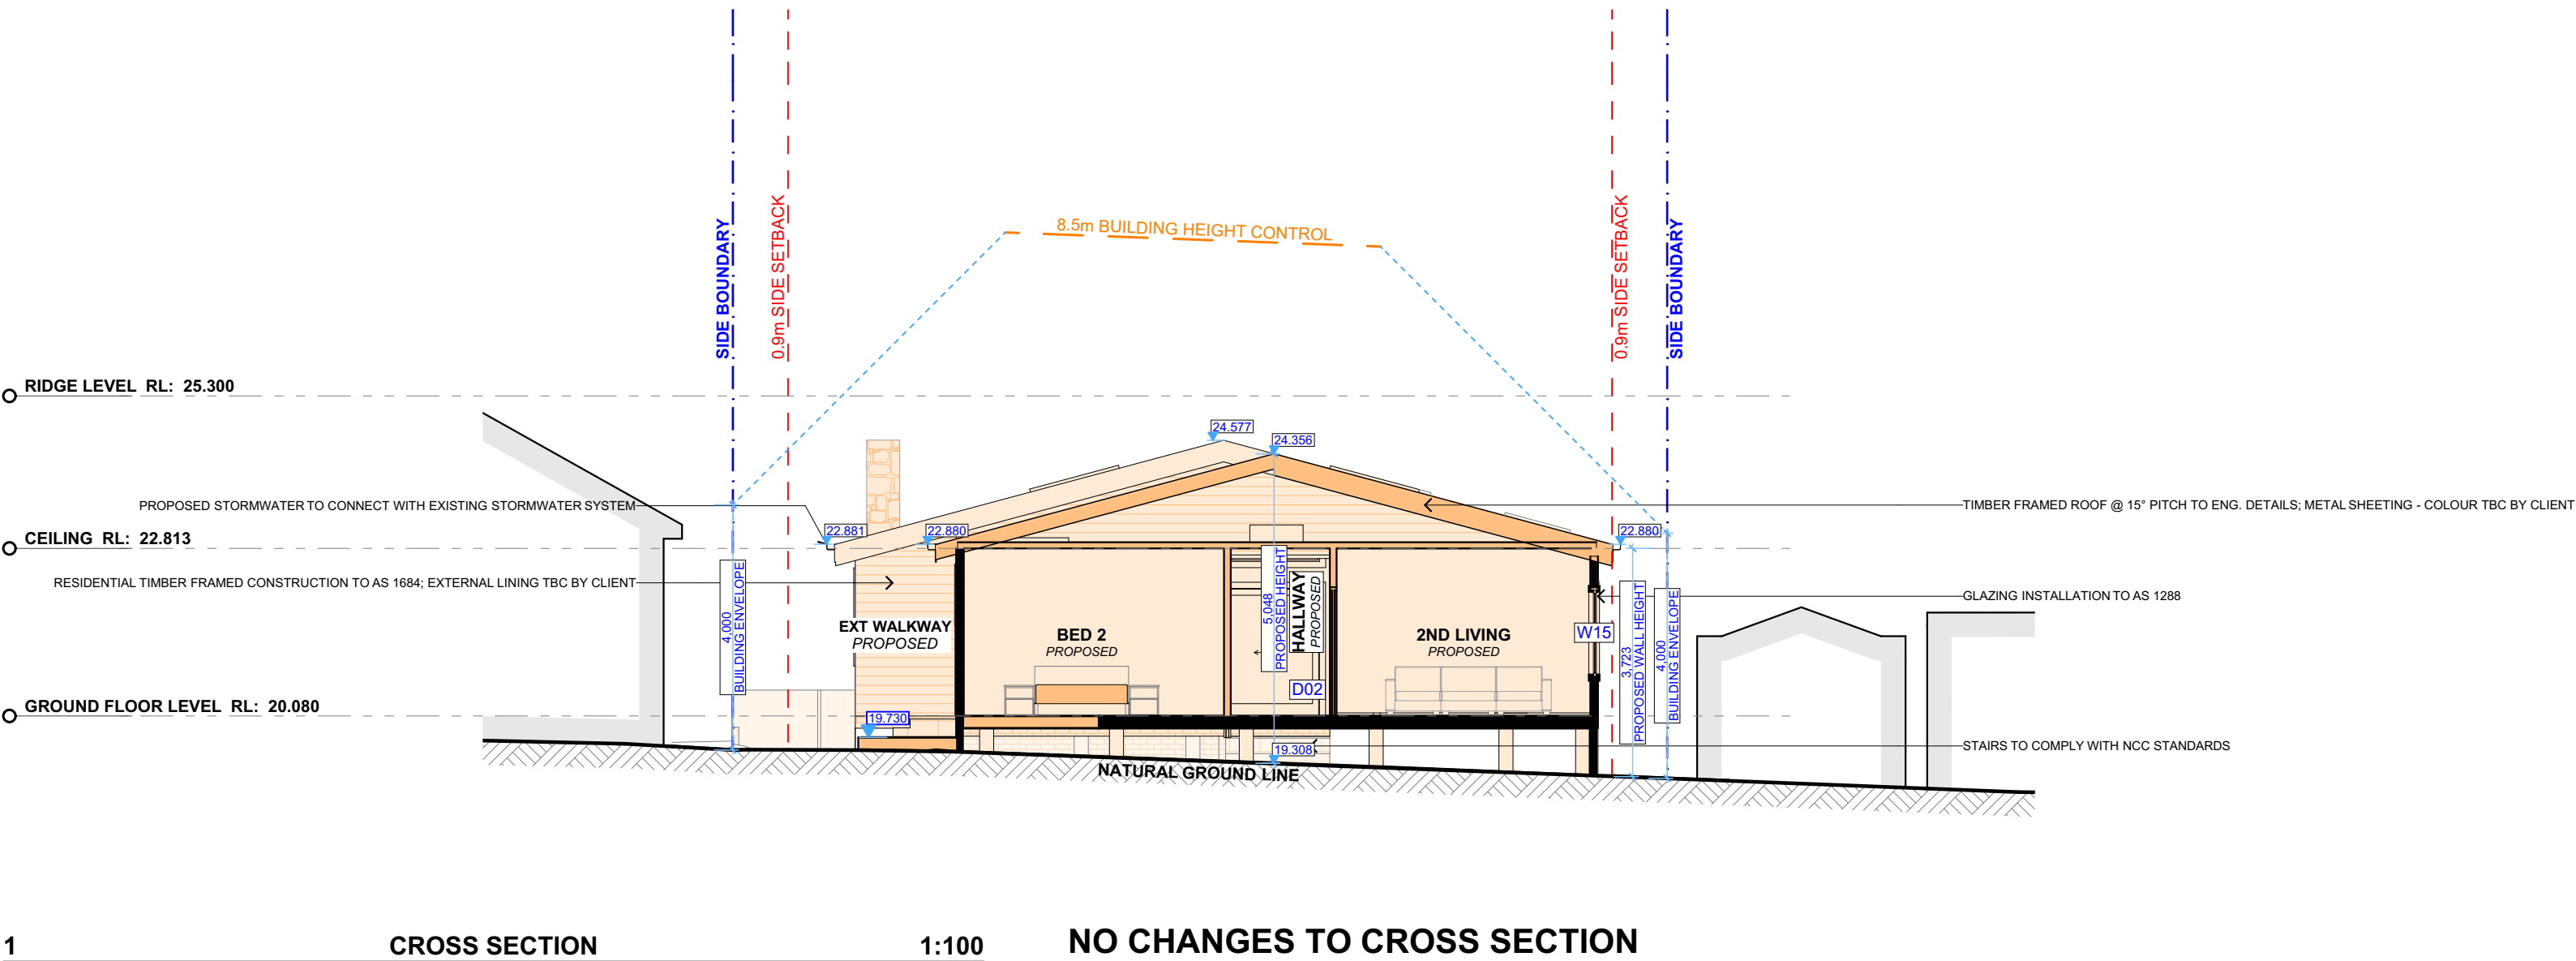 SIDE BOUNDARY
0.9m SIDE SETBACK
8.5m BUILDING HEIGHT CONTROL
0.9m SIDE SETBACK
SIDE BOUNDARY
RIDGE LEVEL RL: 25.300
24.577
24.356
PROPOSED STORMWATER TO CONNECT WITH EXISTING STORMWATER SYSTEM
TIMBER FRAMED ROOF @ 15° PITCH TO ENG. DETAILS; METAL SHEETING - COLOUR TBC BY CLIENT
22.881
22.880
22.880
CEILING RL: 22.813
RESIDENTIAL TIMBER FRAMED CONSTRUCTION TO AS 1684; EXTERNAL LINING TBC BY CLIENT
GLAZING INSTALLATION TO AS 1288
4,000
BUILDING ENVELOPE
EXT WALKWAY
PROPOSED
BED 2
PROPOSED
5,048
PROPOSED HEIGHT
HALLWAY
PROPOSED
2ND LIVING
PROPOSED
W15
3,723
PROPOSED WALL HEIGHT
4,000
BUILDING ENVELOPE
D02
GROUND FLOOR LEVEL RL: 20.080
19.730
19.308
STAIRS TO COMPLY WITH NCC STANDARDS
NATURAL GROUND LINE
1
CROSS SECTION
1:100
NO CHANGES TO CROSS SECTION